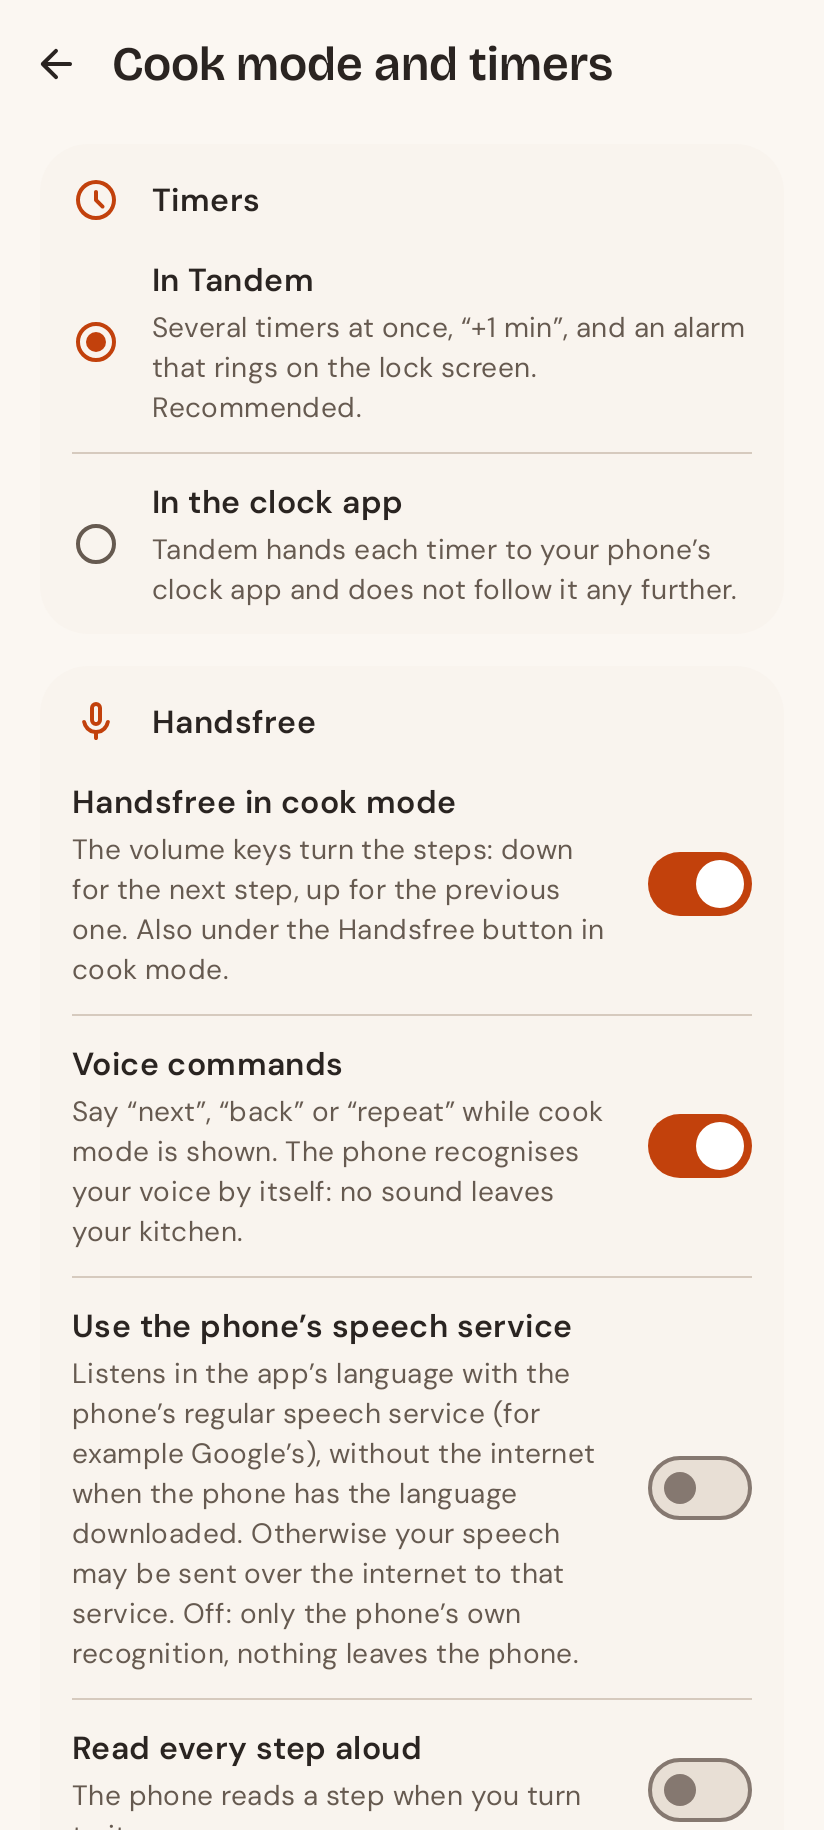 Cook mode and timers
Timers
In Tandem
Several timers at once, “+1 min”, and an alarm
that rings on the lock screen.
Recommended.
In the clock app
Tandem hands each timer to your phone’s
clock app and does not follow it any further.
Handsfree
Handsfree in cook mode
The volume keys turn the steps: down
for the next step, up for the previous
one. Also under the Handsfree button in
cook mode.
Voice commands
Say “next”, “back” or “repeat” while cook
mode is shown. The phone recognises
your voice by itself: no sound leaves
your kitchen.
Use the phone’s speech service
Listens in the app’s language with the
phone’s regular speech service (for
example Google’s), without the internet
when the phone has the language
downloaded. Otherwise your speech
may be sent over the internet to that
service. Off: only the phone’s own
recognition, nothing leaves the phone.
Read every step aloud
The phone reads a step when you turn